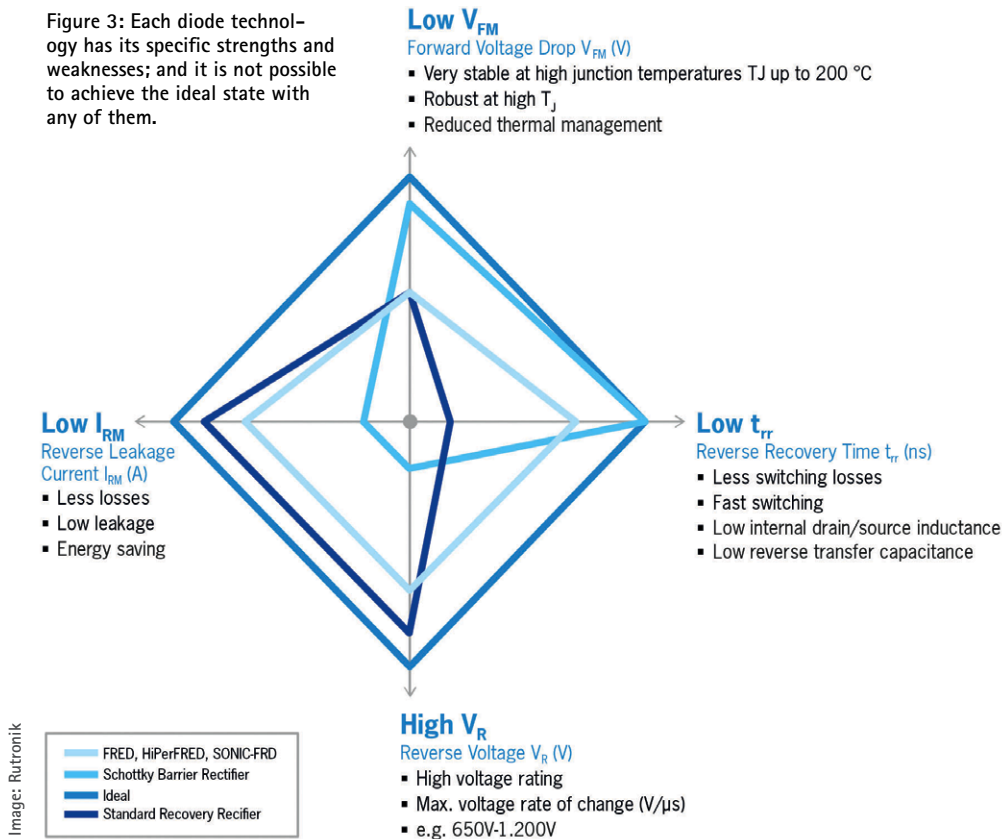 Figure 3: Each diode technol-
ogy has its specific strengths and
weaknesses; and it is not possible
to achieve the ideal state with
any of them.
Low VFM
Forward Voltage Drop VFM (V)
▪ Very stable at high junction temperatures TJ up to 200 °C
▪ Robust at high TJ
▪ Reduced thermal management
Low IRM
Reverse Leakage
Current IRM (A)
▪ Less losses
▪ Low leakage
▪ Energy saving
Low trr
Reverse Recovery Time trr (ns)
▪ Less switching losses
▪ Fast switching
▪ Low internal drain/source inductance
▪ Low reverse transfer capacitance
High VR
Reverse Voltage VR (V)
▪ High voltage rating
▪ Max. voltage rate of change (V/µs)
▪ e.g. 650V-1.200V
FRED, HiPerFRED, SONIC-FRD
Schottky Barrier Rectifier
Ideal
Standard Recovery Recifier
Image: Rutronik